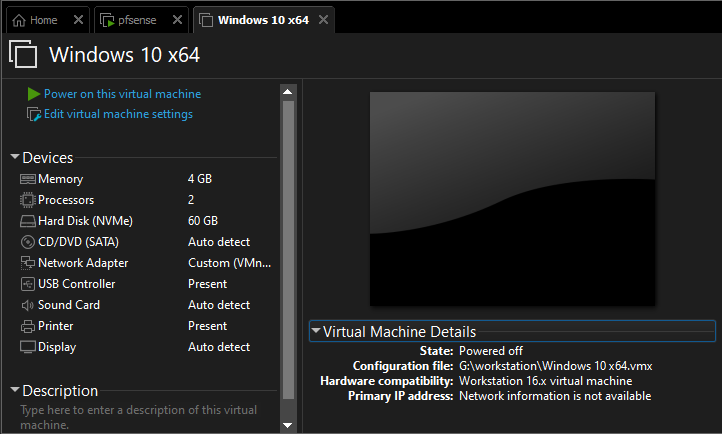 Home
pfsense
Windows 10 x64
Windows 10 x64
Power on this virtual machine
Edit virtual machine settings
Devices
Memory 4 GB
Processors 2
Hard Disk (NVMe) 60 GB
CD/DVD (SATA) Auto detect
Network Adapter Custom (VMn...
USB Controller Present
Sound Card Auto detect
Printer Present
Display Auto detect
Description
Type here to enter a description of this virtual
machine.
Virtual Machine Details
State: Powered off
Configuration file: G:\workstation\Windows 10 x64.vmx
Hardware compatibility: Workstation 16.x virtual machine
Primary IP address: Network information is not available